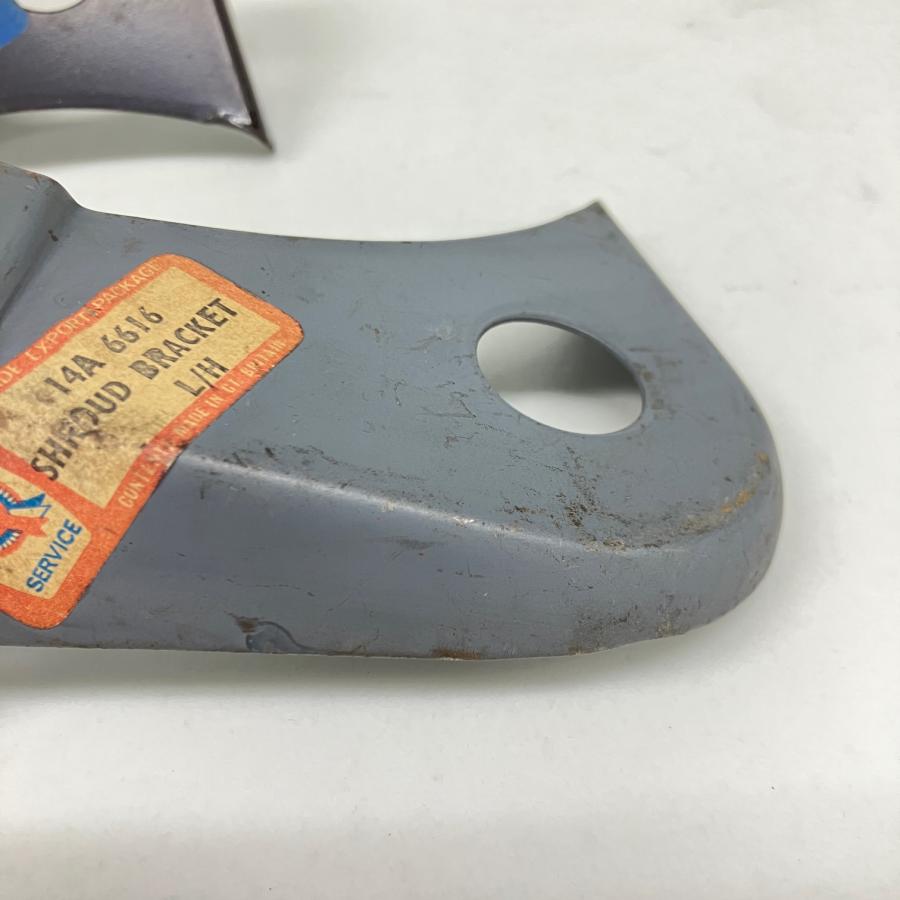 EXPORT PACKAGE
14A 6616
SHROUD BRACKET
L/H
MADE IN GT. BRITAIN
SERVICE